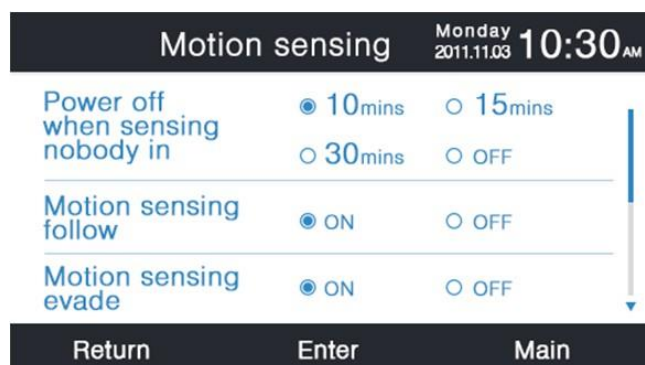 Motion sensing Monday 2011.11.03 10:30AM
Power off
when sensing
nobody in
10mins 15mins
30mins OFF
Motion sensing
follow
ON OFF
Motion sensing
evade
ON OFF
Return Enter Main